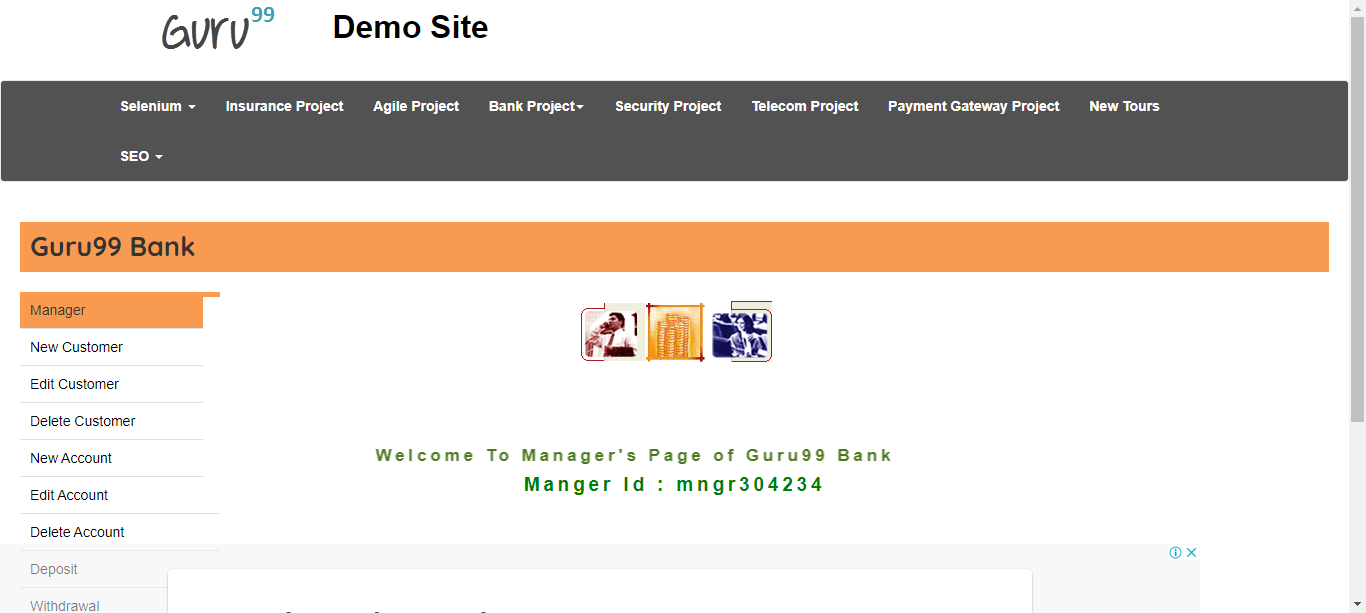 Guru99
Demo Site
Selenium
Insurance Project
Agile Project
Bank Project
Security Project
Telecom Project
Payment Gateway Project
New Tours
SEO
Guru99 Bank
Manager
New Customer
Edit Customer
Delete Customer
New Account
Edit Account
Delete Account
Deposit
Withdrawal
Welcome To Manager's Page of Guru99 Bank
Manger Id : mngr304234